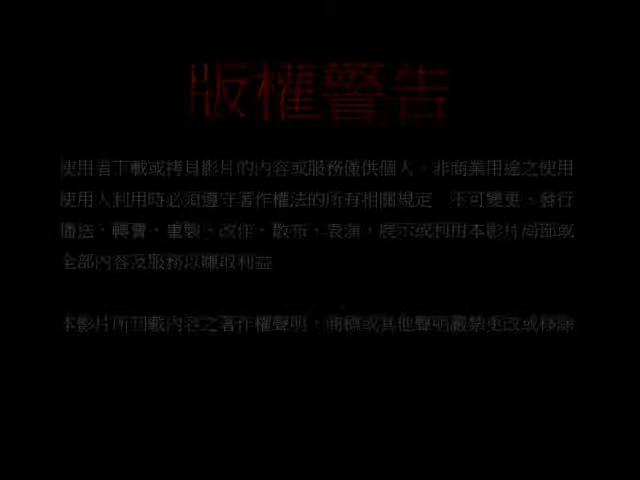 版權警告
使用者下載或拷貝影片的內容或服務僅供個人、非商業用途之使用
使用人利用時必須遵守著作權法的所有相關規定 不可變更、發行
播送、轉賣、重製、改作、散布、表演，展示或利用本影片局部或
全部內容及服務以賺取利益
本影片所刊載內容之著作權聲明、商標或其他聲明嚴禁更改或移除